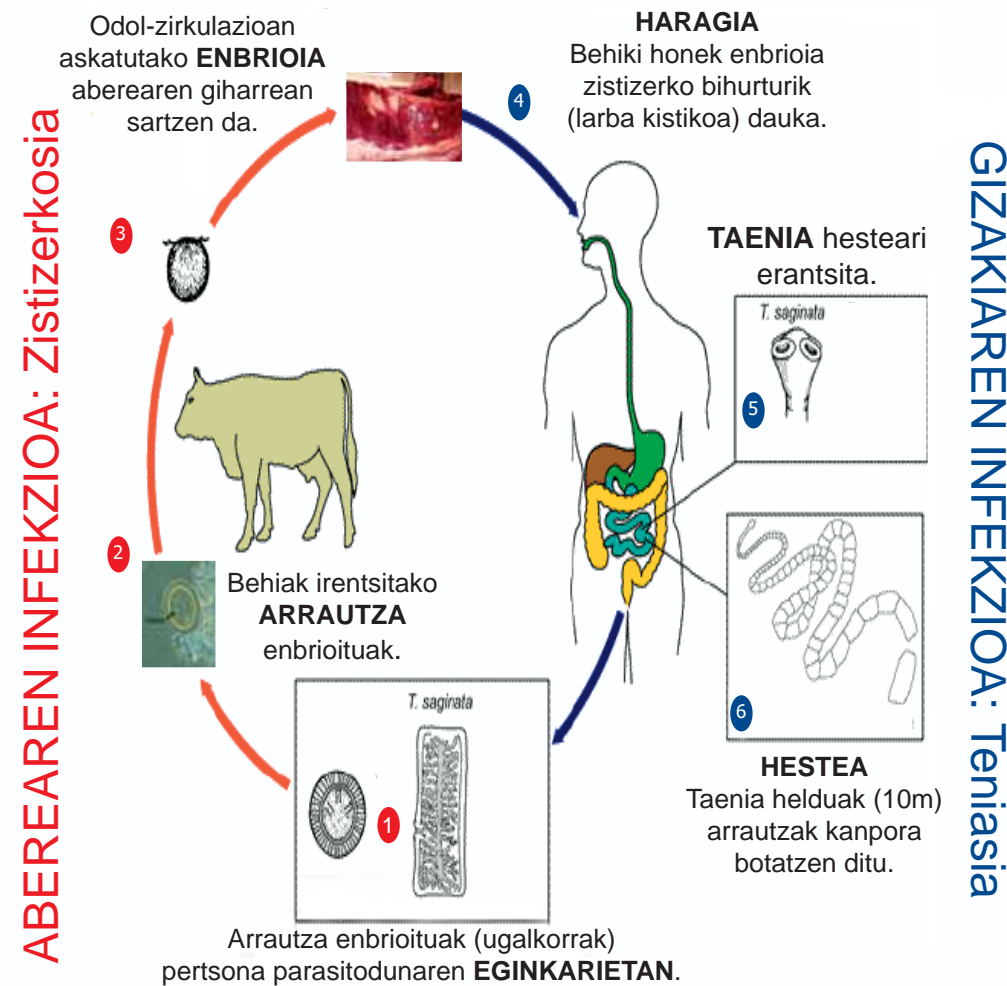 Odol-zirkulazioan
askatutako ENBRIOIA
aberearen giharrean
sartzen da.
HARAGIA
Behiki honek enbrioia
zistizerko bihurturik
(larba kistikoa) dauka.
4
ABEREAREN INFEKZIOA: Zistizerkosia
GIZAKIAREN INFEKZIOA: Teniasia
3
TAENIA hesteari
erantsita.
T. saginata
5
2
Behiak irentsitako
ARRAUTZA
enbrioituak.
6
HESTEA
Taenia helduak (10m)
arrautzak kanpora
botatzen ditu.
T. saginata
1
Arrautza enbrioituak (ugalkorrak)
pertsona parasitodunaren EGINKARIETAN.